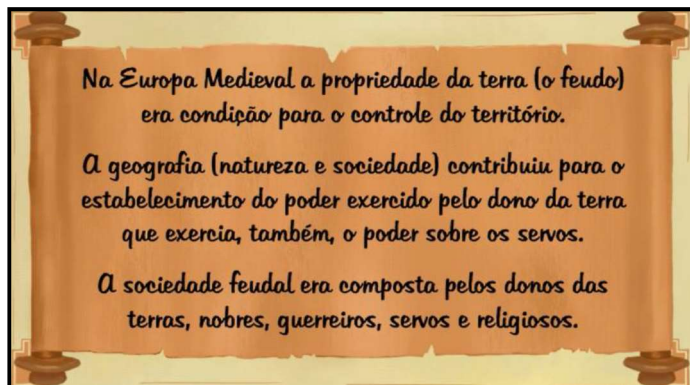 Na Europa Medieval a propriedade da terra (o feudo)
era condição para o controle do território.
A geografia (natureza e sociedade) contribuiu para o
estabelecimento do poder exercido pelo dono da terra
que exercia, também, o poder sobre os servos.
A sociedade feudal era composta pelos donos das
terras, nobres, guerreiros, servos e religiosos.